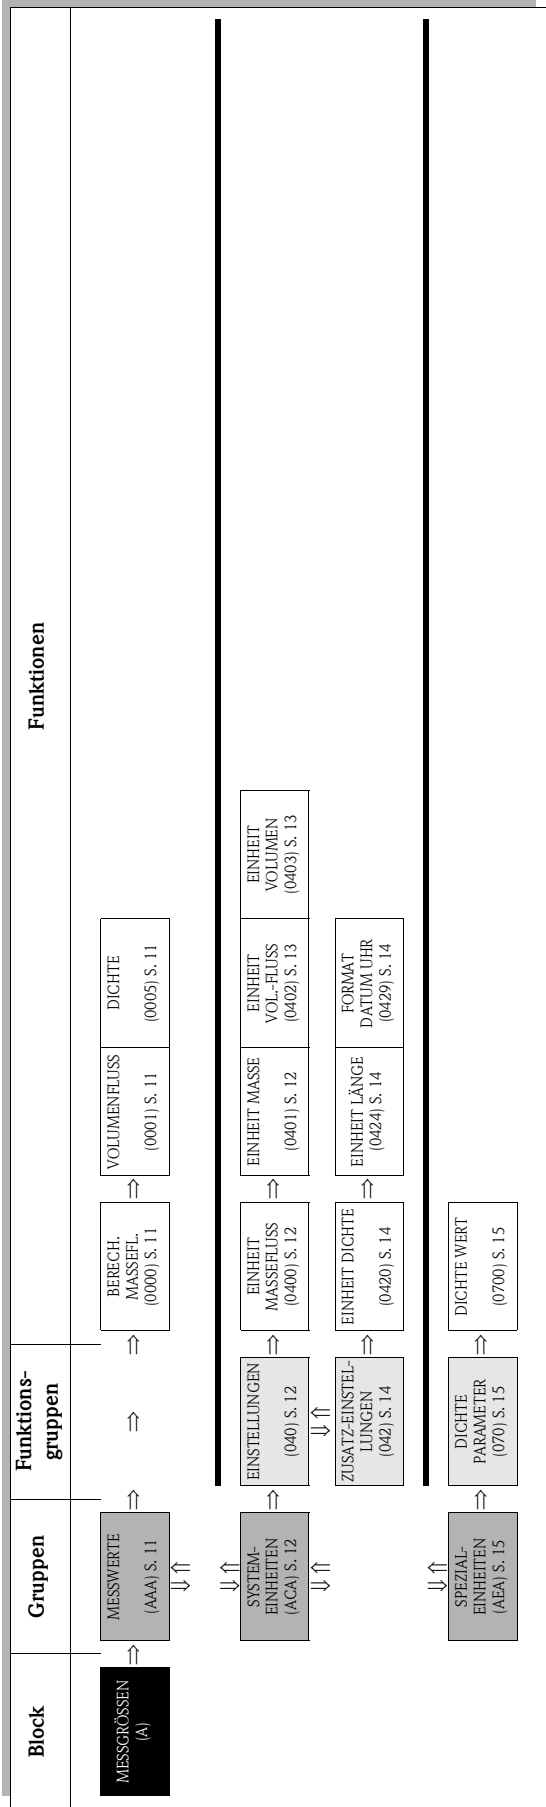 Block
Gruppen
Funktions-
gruppen
Funktionen
MESSGRÖSSEN
(A)
⇒
MESSWERTE
(AAA) S. 11
⇒
⇒
⇒
BERECH.
MASSEFL.
(0000) S. 11
⇒
VOLUMENFLUSS
(0001) S. 11
DICHTE
(0005) S. 11
SYSTEM-
EINHEITEN
(ACA) S. 12
⇒
EINSTELLUNGEN
(040) S. 12
⇒
EINHEIT
MASSEFLUSS
(0400) S. 12
⇒
EINHEIT MASSE
(0401) S. 12
EINHEIT
VOL.-FLUSS
(0402) S. 13
EINHEIT
VOLUMEN
(0403) S. 13
ZUSATZ-EINSTEL-
LUNGEN
(042) S. 14
⇒
EINHEIT DICHTE
(0420) S. 14
⇒
EINHEIT LÄNGE
(0424) S. 14
FORMAT
DATUM UHR
(0429) S. 14
SPEZIAL-
EINHEITEN
(AEA) S. 15
⇒
DICHTE
PARAMETER
(070) S. 15
⇒
DICHTE WERT
(0700) S. 15